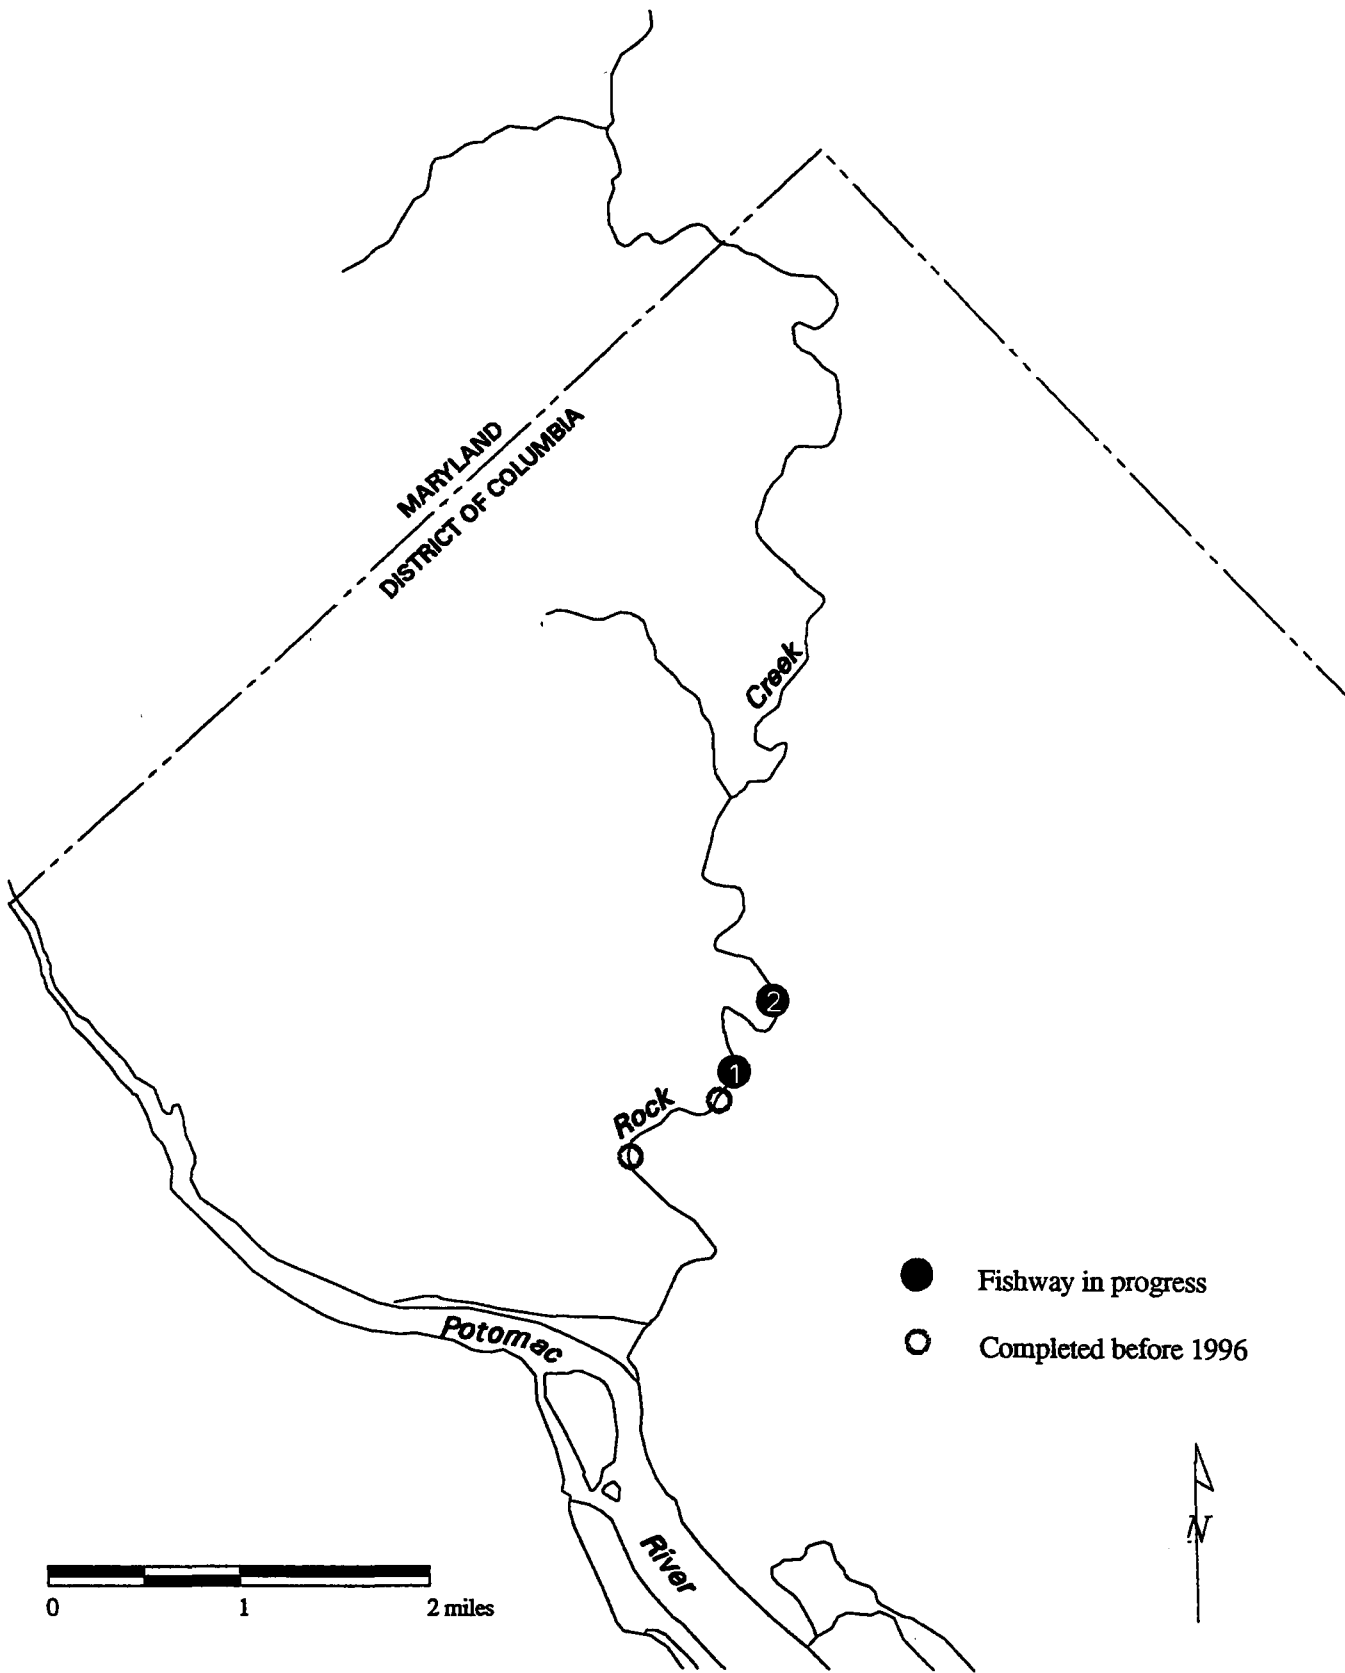 MARYLAND
DISTRICT OF COLUMBIA
Creek
2
1
Rock
Fishway in progress
Potomac
Completed before 1996
N
River
0 1 2 miles